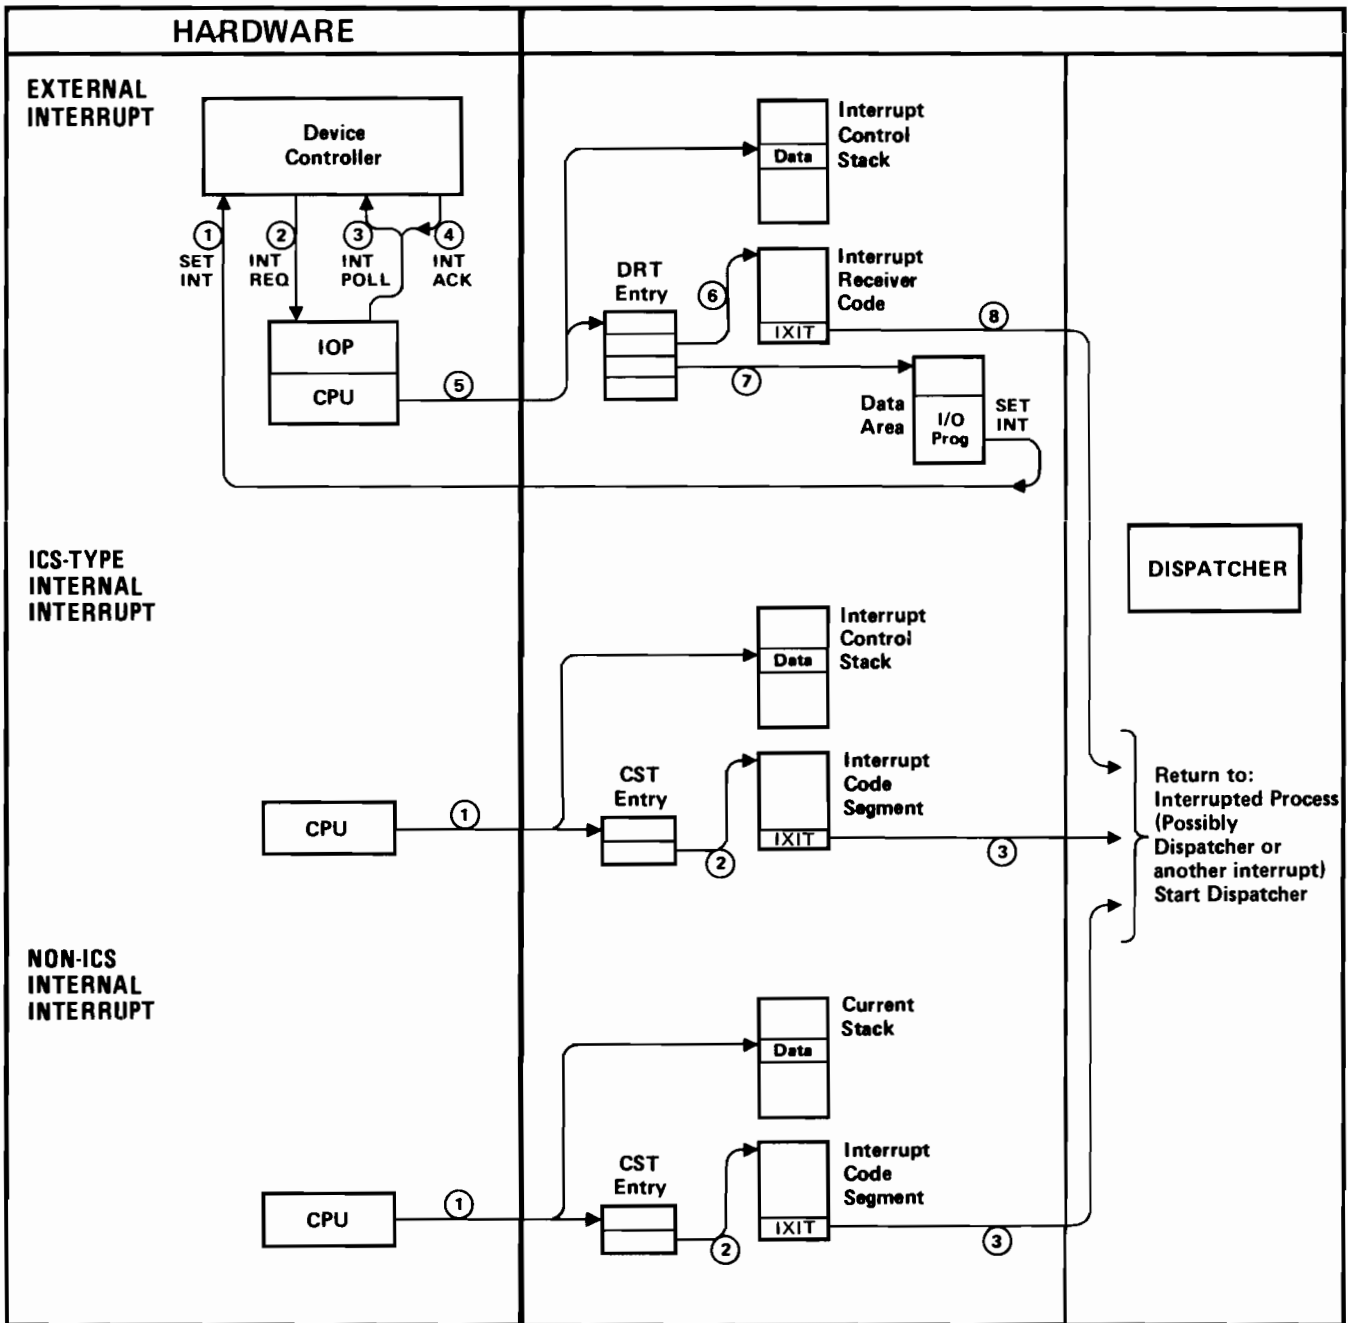 HARDWARE
EXTERNAL
INTERRUPT
Device
Controller
1
SET
INT
2
INT
REQ
3
INT
POLL
4
INT
ACK
IOP
CPU
5
Interrupt
Control
Stack
Data
DRT
Entry
6
Interrupt
Receiver
Code
IXIT
8
7
Data
Area
I/O
Prog
SET
INT
ICS-TYPE
INTERNAL
INTERRUPT
DISPATCHER
Interrupt
Control
Stack
Data
CPU
1
CST
Entry
2
Interrupt
Code
Segment
IXIT
3
Return to:
Interrupted Process
(Possibly
Dispatcher or
another interrupt)
Start Dispatcher
NON-ICS
INTERNAL
INTERRUPT
Current
Stack
Data
CPU
1
CST
Entry
2
Interrupt
Code
Segment
IXIT
3